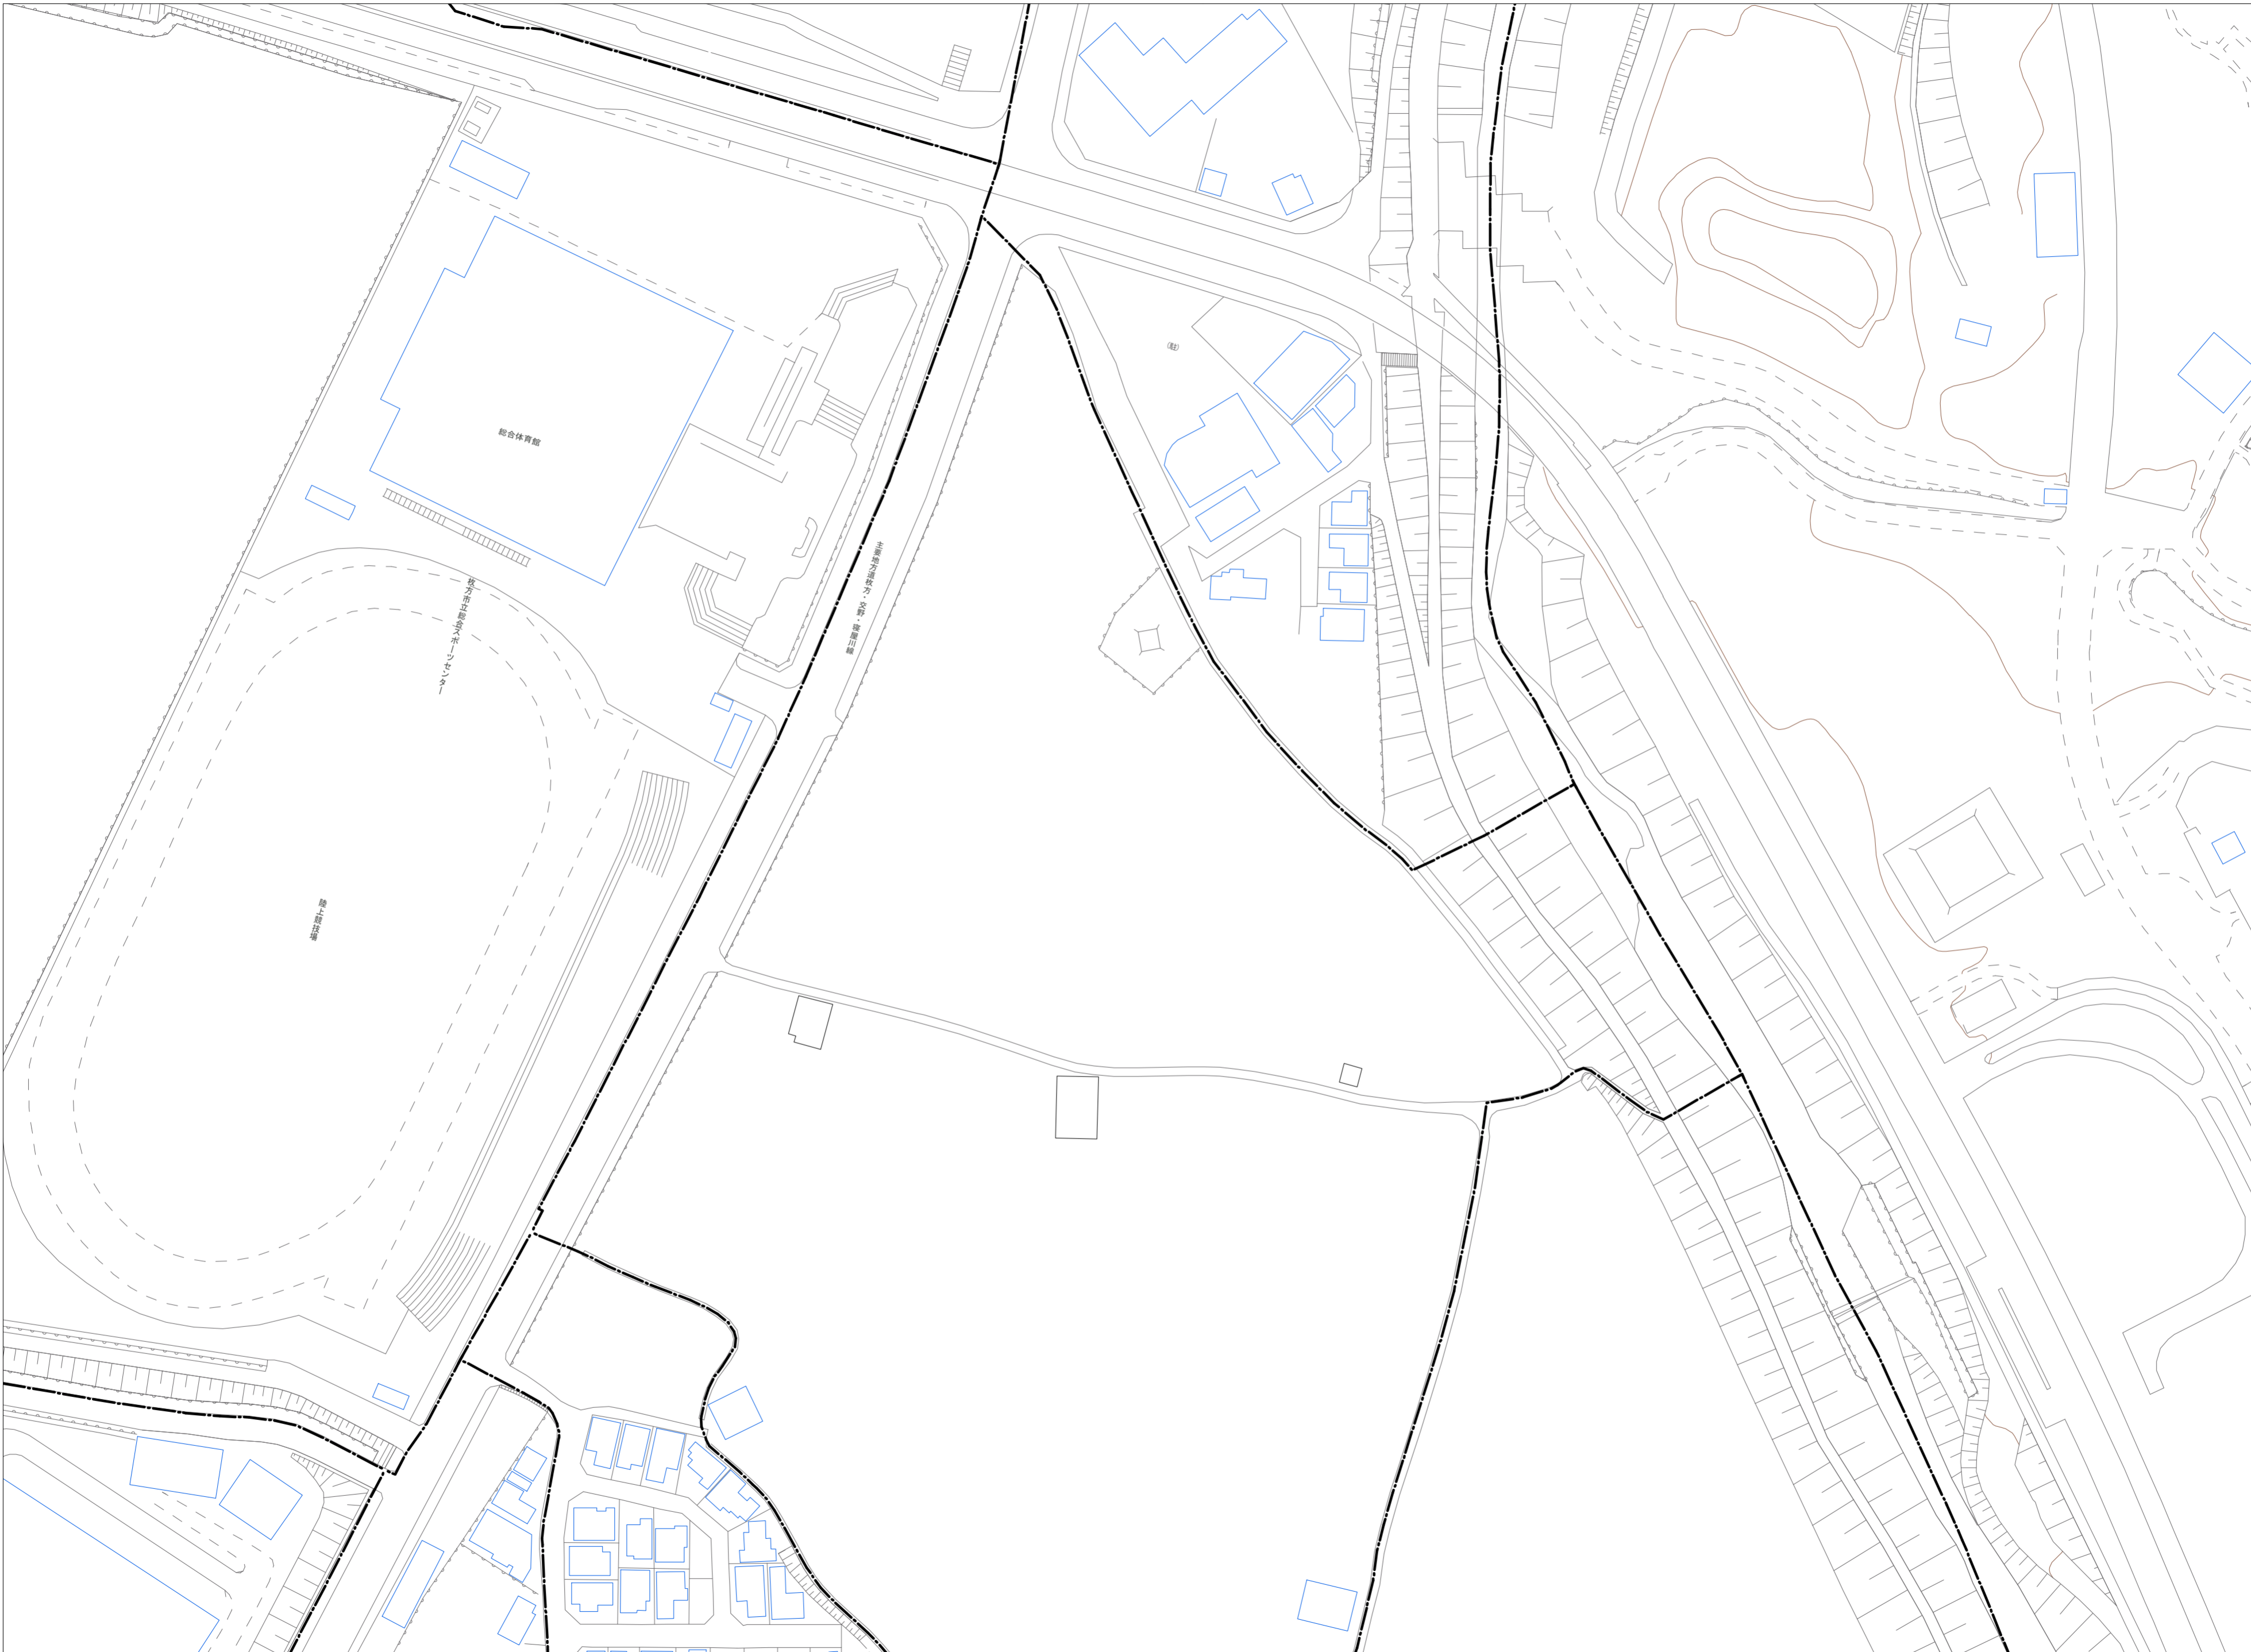 （駐）
総合体育館
主要地方道枚方・交野・寝屋川線
枚方市立総合スポーツセンター
陸上競技場